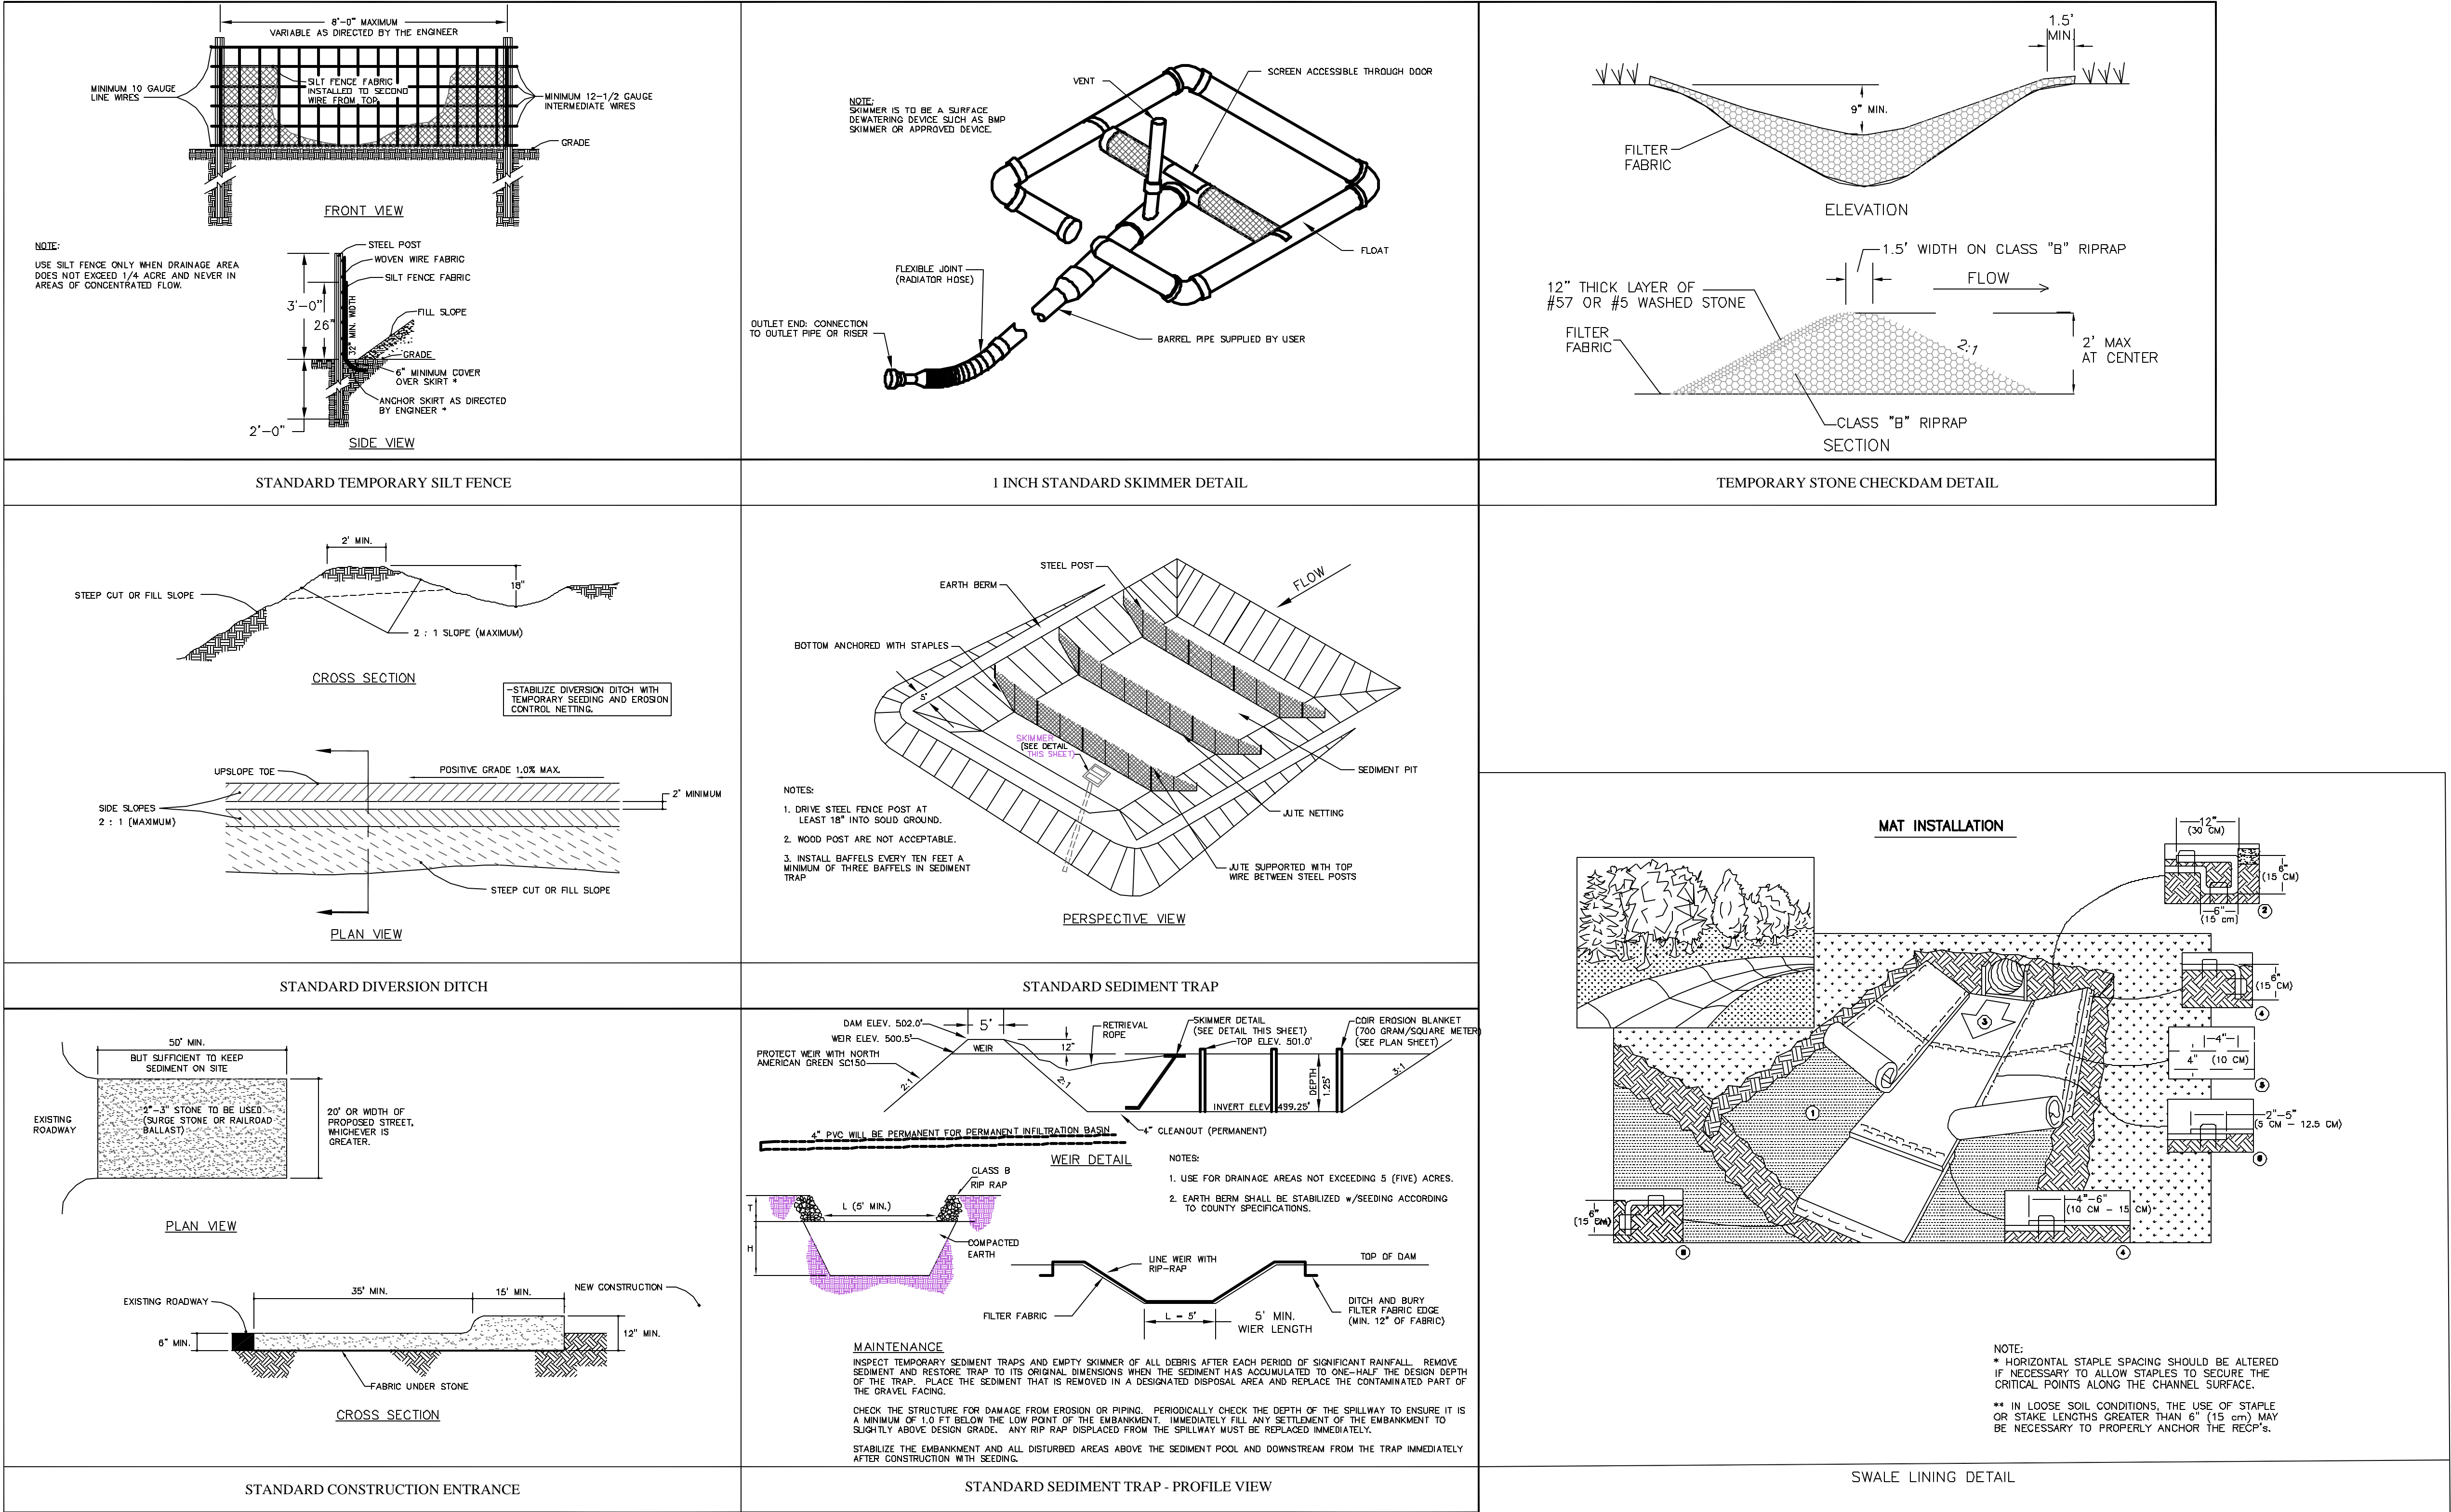 8'-0" MAXIMUM
VARIABLE AS DIRECTED BY THE ENGINEER
MINIMUM 10 GAUGE
LINE WIRES
SILT FENCE FABRIC
INSTALLED TO SECOND
WIRE FROM TOP
MINIMUM 12-1/2 GAUGE
INTERMEDIATE WIRES
GRADE
FRONT VIEW
NOTE:
USE SILT FENCE ONLY WHEN DRAINAGE AREA
DOES NOT EXCEED 1/4 ACRE AND NEVER IN
AREAS OF CONCENTRATED FLOW.
STEEL POST
WOVEN WIRE FABRIC
SILT FENCE FABRIC
3'-0"
26"
32" MIN. WIDTH
FILL SLOPE
GRADE
6" MINIMUM COVER
OVER SKIRT *
ANCHOR SKIRT AS DIRECTED
BY ENGINEER *
2'-0"
SIDE VIEW
STANDARD TEMPORARY SILT FENCE
NOTE:
SKIMMER IS TO BE A SURFACE
DEWATERING DEVICE SUCH AS BMP
SKIMMER OR APPROVED DEVICE.
VENT
SCREEN ACCESSIBLE THROUGH DOOR
FLOAT
FLEXIBLE JOINT
(RADIATOR HOSE)
OUTLET END: CONNECTION
TO OUTLET PIPE OR RISER
BARREL PIPE SUPPLIED BY USER
1 INCH STANDARD SKIMMER DETAIL
1.5'
MIN.
9" MIN.
FILTER
FABRIC
ELEVATION
1.5' WIDTH ON CLASS "B" RIPRAP
FLOW
12" THICK LAYER OF
#57 OR #5 WASHED STONE
FILTER
FABRIC
2:1
2' MAX
AT CENTER
CLASS "B" RIPRAP
SECTION
TEMPORARY STONE CHECKDAM DETAIL
2' MIN.
18"
STEEP CUT OR FILL SLOPE
2 : 1 SLOPE (MAXIMUM)
CROSS SECTION
-STABILIZE DIVERSION DITCH WITH
TEMPORARY SEEDING AND EROSION
CONTROL NETTING.
UPSLOPE TOE
POSITIVE GRADE 1.0% MAX.
SIDE SLOPES
2 : 1 (MAXIMUM)
2' MINIMUM
STEEP CUT OR FILL SLOPE
PLAN VIEW
STANDARD DIVERSION DITCH
STEEL POST
EARTH BERM
FLOW
BOTTOM ANCHORED WITH STAPLES
5'
SKIMMER
(SEE DETAIL
THIS SHEET)
SEDIMENT PIT
JUTE NETTING
JUTE SUPPORTED WITH TOP
WIRE BETWEEN STEEL POSTS
NOTES:
1. DRIVE STEEL FENCE POST AT
LEAST 18" INTO SOLID GROUND.
2. WOOD POST ARE NOT ACCEPTABLE.
3. INSTALL BAFFELS EVERY TEN FEET A
MINIMUM OF THREE BAFFELS IN SEDIMENT
TRAP
PERSPECTIVE VIEW
STANDARD SEDIMENT TRAP
50' MIN.
BUT SUFFICIENT TO KEEP
SEDIMENT ON SITE
EXISTING
ROADWAY
2"-3" STONE TO BE USED
(SURGE STONE OR RAILROAD
BALLAST)
20' OR WIDTH OF
PROPOSED STREET,
WHICHEVER IS
GREATER.
PLAN VIEW
EXISTING ROADWAY
35' MIN.
15' MIN.
NEW CONSTRUCTION
6" MIN.
12" MIN.
FABRIC UNDER STONE
CROSS SECTION
STANDARD CONSTRUCTION ENTRANCE
DAM ELEV. 502.0'
WEIR ELEV. 500.5'
PROTECT WEIR WITH NORTH
AMERICAN GREEN SC150
5'
WEIR
12"
RETRIEVAL
ROPE
SKIMMER DETAIL
(SEE DETAIL THIS SHEET)
TOP ELEV. 501.0'
COIR EROSION BLANKET
(700 GRAM/SQUARE METER)
(SEE PLAN SHEET)
2:1
2:1
DEPTH
1.25'
3:1
INVERT ELEV. 499.25'
4" PVC WILL BE PERMANENT FOR PERMANENT INFILTRATION BASIN
4" CLEANOUT (PERMANENT)
WEIR DETAIL
NOTES:
1. USE FOR DRAINAGE AREAS NOT EXCEEDING 5 (FIVE) ACRES.
2. EARTH BERM SHALL BE STABILIZED w/SEEDING ACCORDING
TO COUNTY SPECIFICATIONS.
CLASS B
RIP RAP
L (5' MIN.)
T
H
COMPACTED
EARTH
LINE WEIR WITH
RIP-RAP
TOP OF DAM
FILTER FABRIC
L = 5'
5' MIN.
WIER LENGTH
DITCH AND BURY
FILTER FABRIC EDGE
(MIN. 12" OF FABRIC)
MAINTENANCE
INSPECT TEMPORARY SEDIMENT TRAPS AND EMPTY SKIMMER OF ALL DEBRIS AFTER EACH PERIOD OF SIGNIFICANT RAINFALL. REMOVE
SEDIMENT AND RESTORE TRAP TO ITS ORIGINAL DIMENSIONS WHEN THE SEDIMENT HAS ACCUMULATED TO ONE-HALF THE DESIGN DEPTH
OF THE TRAP. PLACE THE SEDIMENT THAT IS REMOVED IN A DESIGNATED DISPOSAL AREA AND REPLACE THE CONTAMINATED PART OF
THE GRAVEL FACING.
CHECK THE STRUCTURE FOR DAMAGE FROM EROSION OR PIPING. PERIODICALLY CHECK THE DEPTH OF THE SPILLWAY TO ENSURE IT IS
A MINIMUM OF 1.0 FT BELOW THE LOW POINT OF THE EMBANKMENT. IMMEDIATELY FILL ANY SETTLEMENT OF THE EMBANKMENT TO
SLIGHTLY ABOVE DESIGN GRADE. ANY RIP RAP DISPLACED FROM THE SPILLWAY MUST BE REPLACED IMMEDIATELY.
STABILIZE THE EMBANKMENT AND ALL DISTURBED AREAS ABOVE THE SEDIMENT POOL AND DOWNSTREAM FROM THE TRAP IMMEDIATELY
AFTER CONSTRUCTION WITH SEEDING.
STANDARD SEDIMENT TRAP - PROFILE VIEW
MAT INSTALLATION
12"
(30 CM)
6"
(15 CM)
6"
(15 cm)
2
6"
(15 CM)
4
3
4"
4" (10 CM)
5
1
2"-5"
(5 CM - 12.5 CM)
6
4"-6"
(10 CM - 15 CM)
4
6"
(15 CM)
NOTE:
* HORIZONTAL STAPLE SPACING SHOULD BE ALTERED
IF NECESSARY TO ALLOW STAPLES TO SECURE THE
CRITICAL POINTS ALONG THE CHANNEL SURFACE.
** IN LOOSE SOIL CONDITIONS, THE USE OF STAPLE
OR STAKE LENGTHS GREATER THAN 6" (15 cm) MAY
BE NECESSARY TO PROPERLY ANCHOR THE RECP's.
SWALE LINING DETAIL